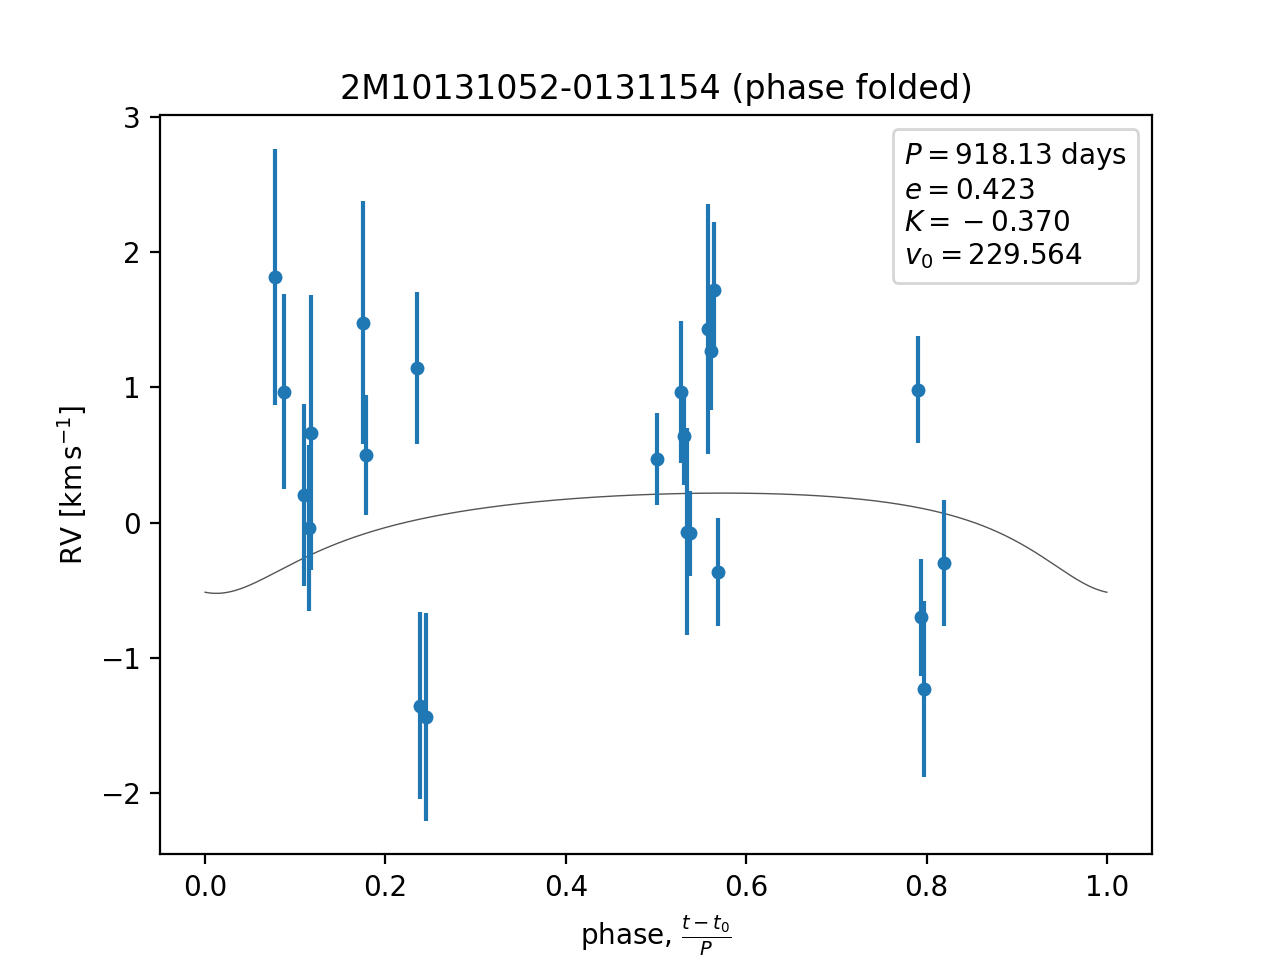 2M10131052-0131154 (phase folded)
P = 918.13 days
e = 0.423
K = −0.370
v₀ = 229.564
3
2
1
0
−1
−2
RV [km s⁻¹]
0.0 0.2 0.4 0.6 0.8 1.0
phase, (t − t₀)/P